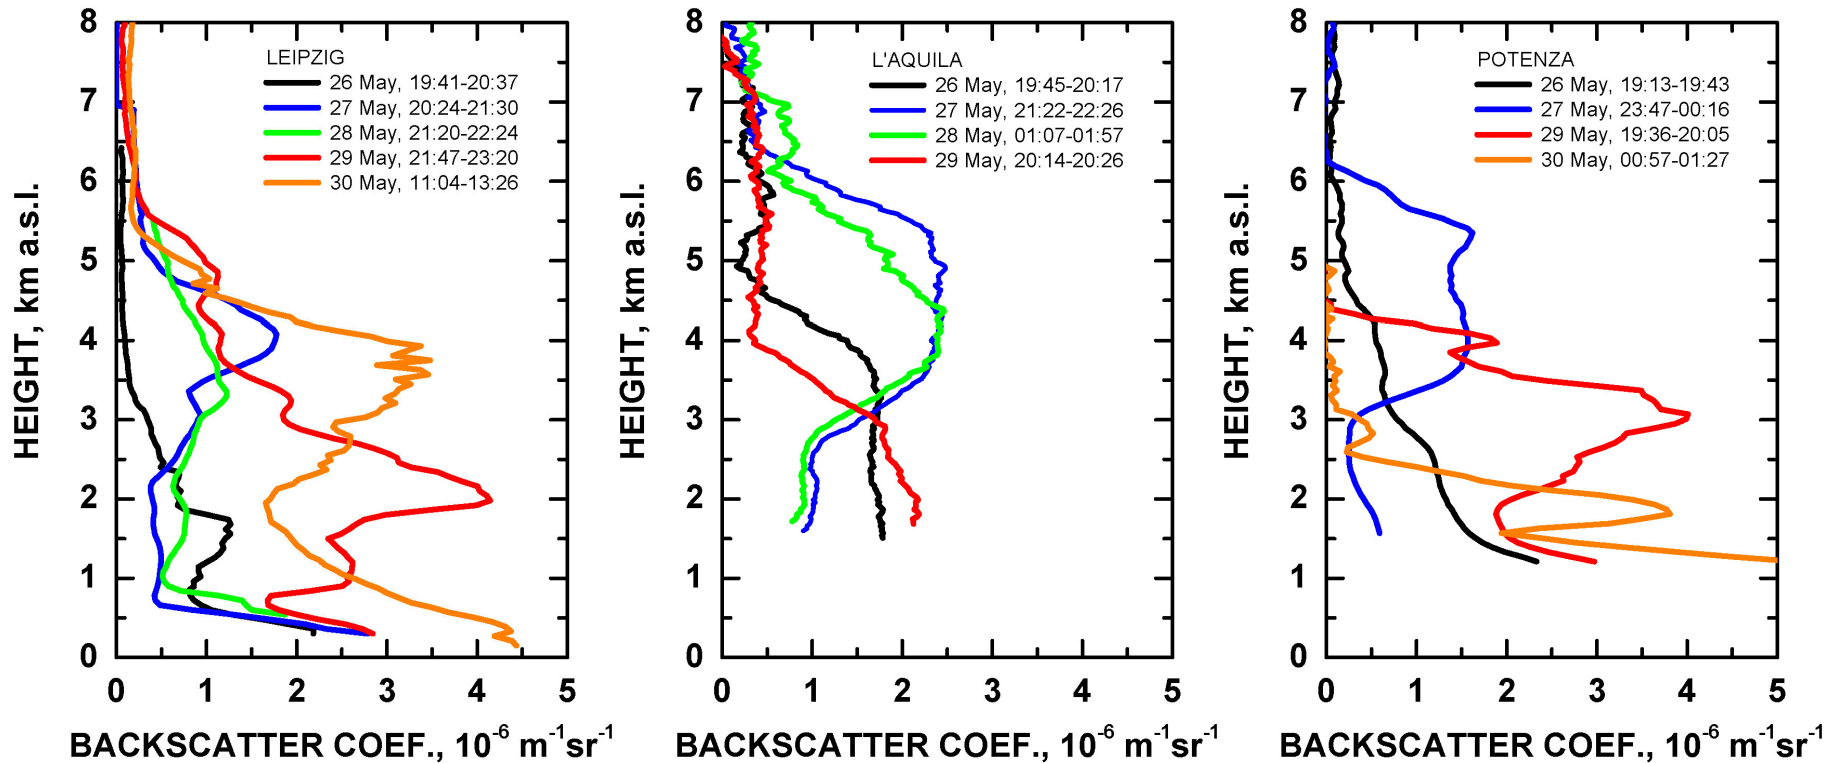 LEIPZIG
26 May, 19:41-20:37
27 May, 20:24-21:30
28 May, 21:20-22:24
29 May, 21:47-23:20
30 May, 11:04-13:26
8
7
6
5
4
3
2
1
0
HEIGHT, km a.s.l.
0 1 2 3 4 5
BACKSCATTER COEF., 10⁻⁶ m⁻¹sr⁻¹
L'AQUILA
26 May, 19:45-20:17
27 May, 21:22-22:26
28 May, 01:07-01:57
29 May, 20:14-20:26
8
7
6
5
4
3
2
1
0
HEIGHT, km a.s.l.
0 1 2 3 4 5
BACKSCATTER COEF., 10⁻⁶ m⁻¹sr⁻¹
POTENZA
26 May, 19:13-19:43
27 May, 23:47-00:16
29 May, 19:36-20:05
30 May, 00:57-01:27
8
7
6
5
4
3
2
1
0
HEIGHT, km a.s.l.
0 1 2 3 4 5
BACKSCATTER COEF., 10⁻⁶ m⁻¹sr⁻¹